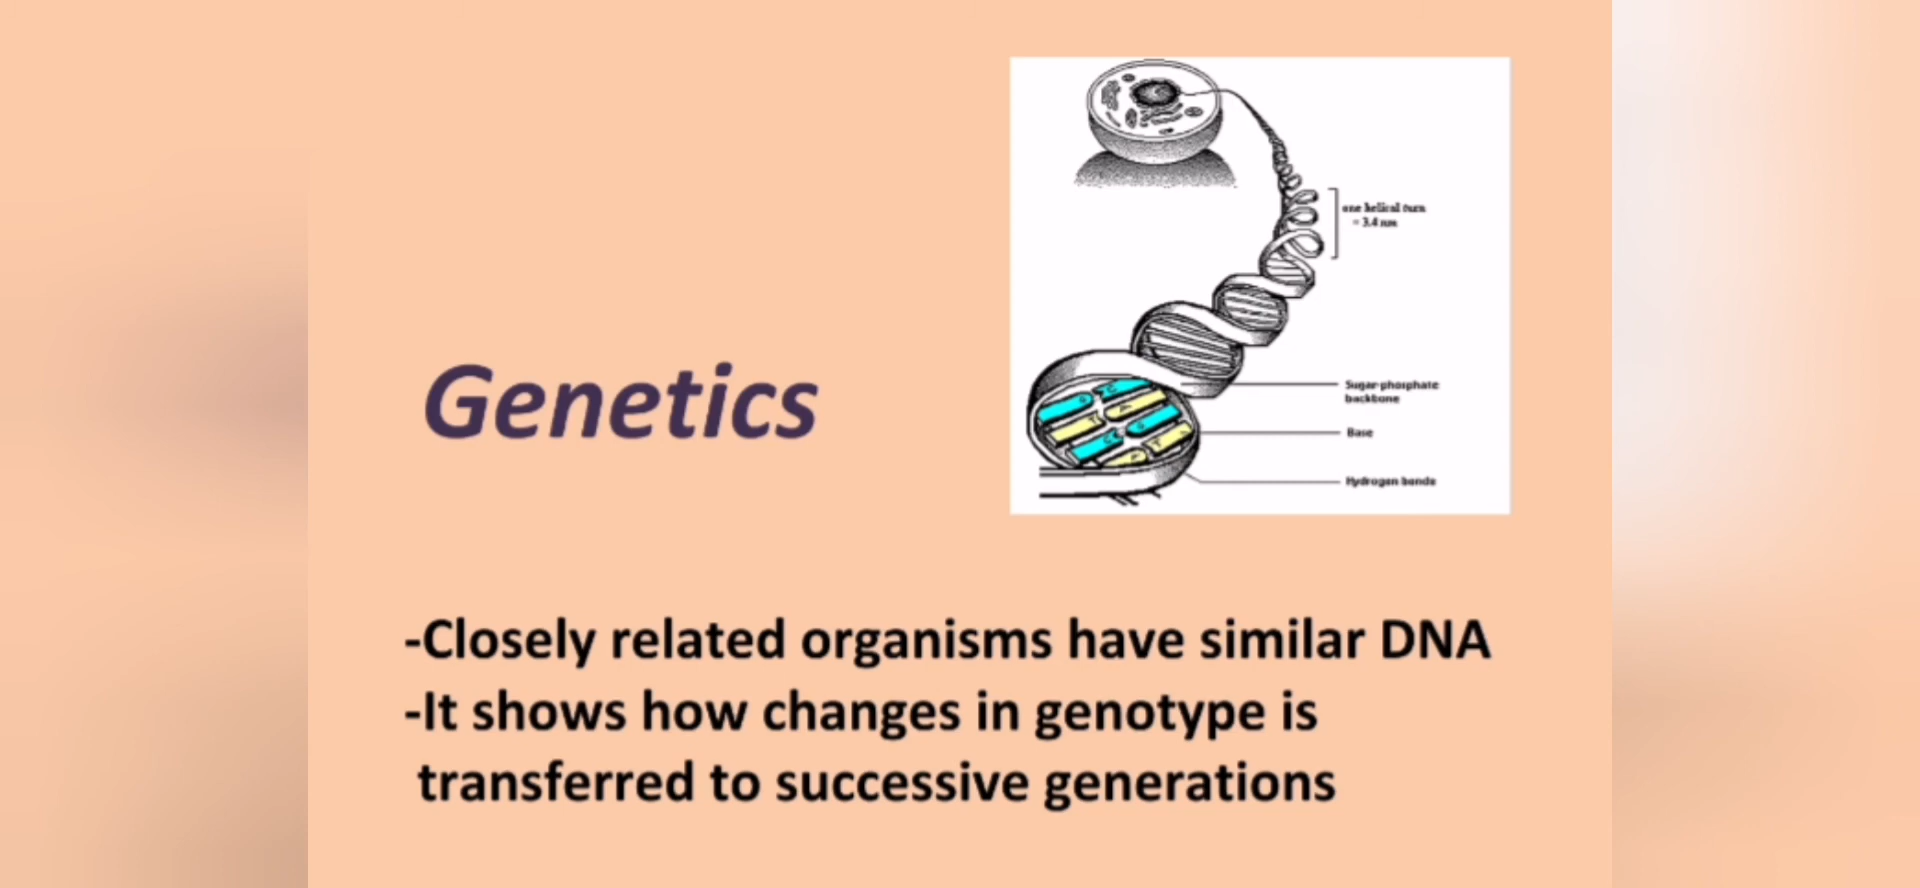 one helical turn
= 3.4 nm
Genetics
Sugar-phosphate
backbone
Base
Hydrogen bonds
-Closely related organisms have similar DNA
-It shows how changes in genotype is
transferred to successive generations